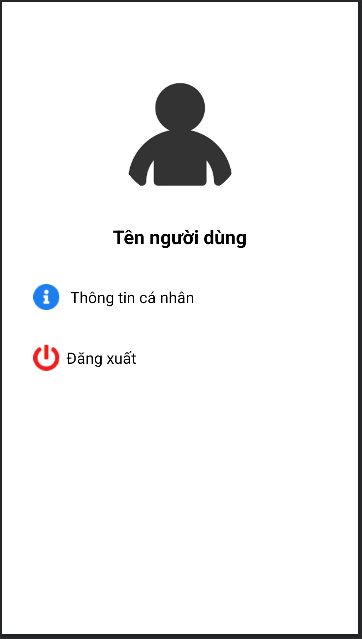 Tên người dùng
Thông tin cá nhân
Đăng xuất